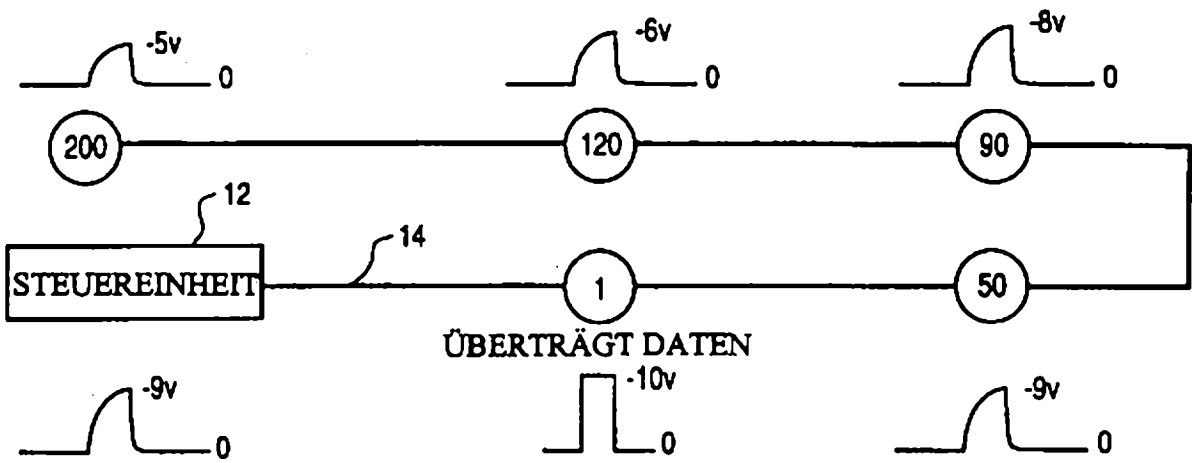 -5v 0 -6v 0 -8v 0
200 120 90
12
14
STEUEREINHEIT 1 50
ÜBERTRÄGT DATEN
-9v 0 -10v 0 -9v 0